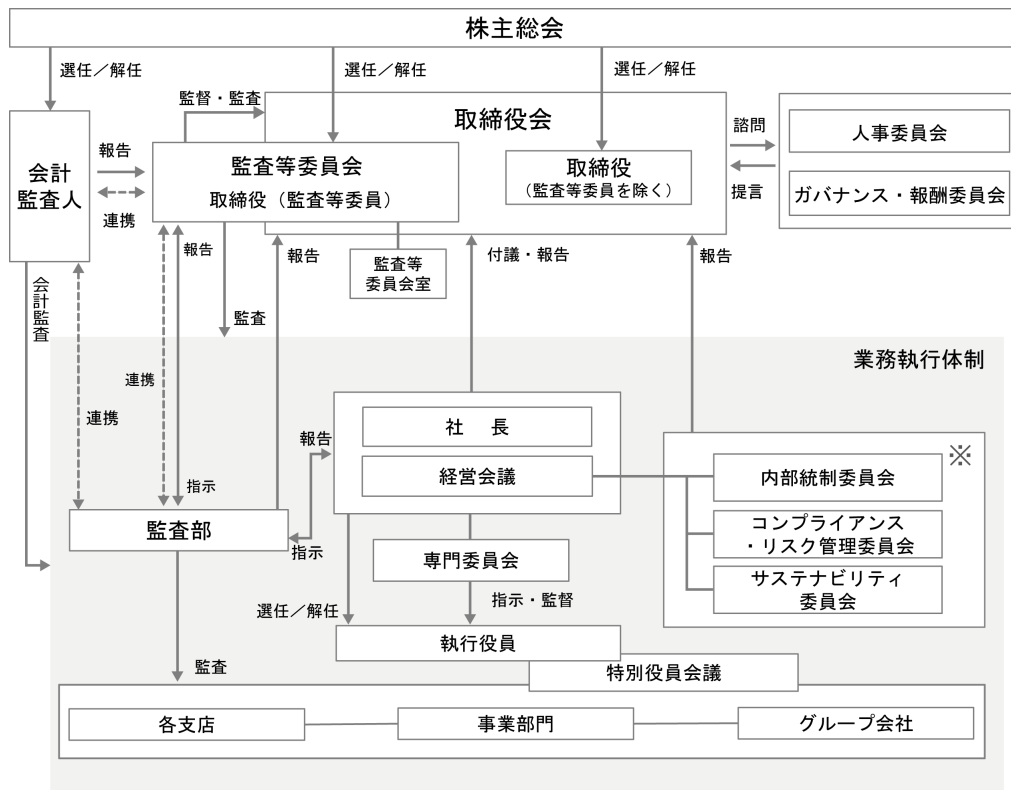 株主総会
選任／解任
選任／解任
選任／解任
監督・監査
取締役会
諮問
提言
人事委員会
ガバナンス・報酬委員会
会計
監査人
報告
連携
監査等委員会
取締役（監査等委員）
取締役
（監査等委員を除く）
報告
報告
監査等
委員会室
付議・報告
報告
会計監査
監査
業務執行体制
連携
連携
社　長
報告
経営会議
※
内部統制委員会
指示
監査部
指示
コンプライアンス
・リスク管理委員会
専門委員会
サステナビリティ
委員会
選任／解任
指示・監督
執行役員
監査
特別役員会議
各支店
事業部門
グループ会社